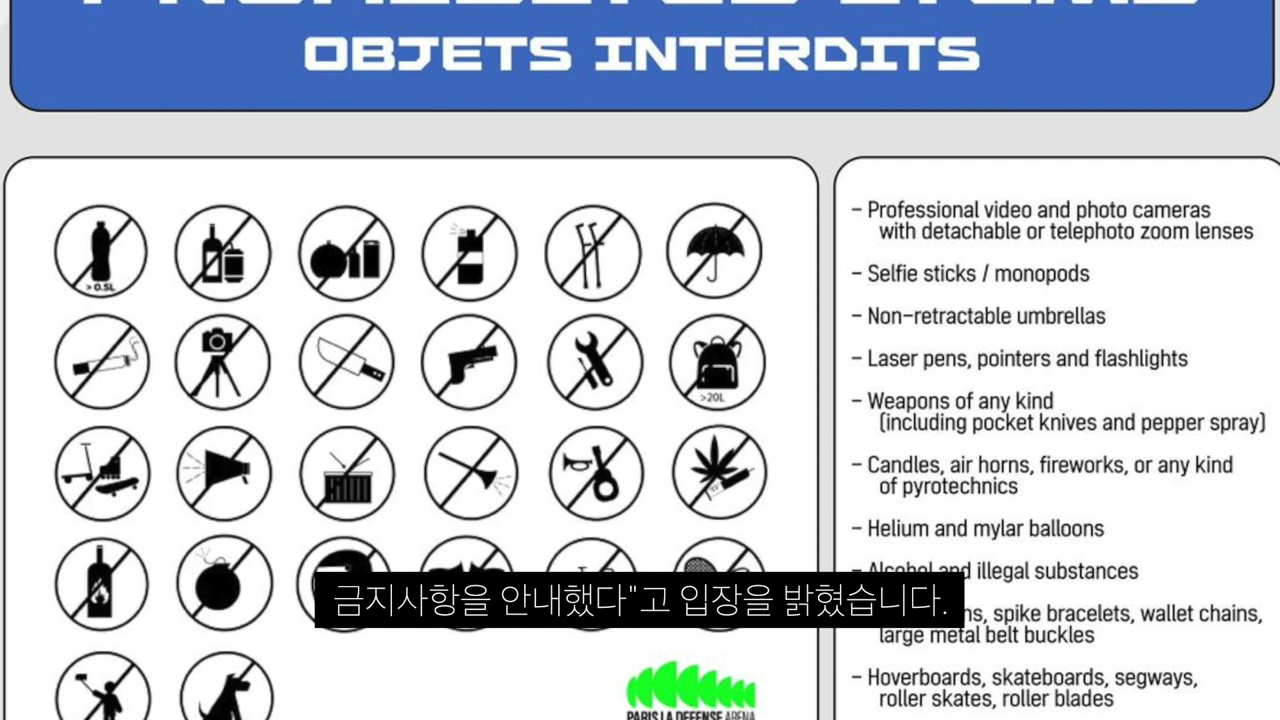 PROHIBITED ITEMS
OBJETS INTERDITS
> 0.5L
>20L
– Professional video and photo cameras
with detachable or telephoto zoom lenses
– Selfie sticks / monopods
– Non-retractable umbrellas
– Laser pens, pointers and flashlights
– Weapons of any kind
(including pocket knives and pepper spray)
– Candles, air horns, fireworks, or any kind
of pyrotechnics
– Helium and mylar balloons
– Alcohol and illegal substances
spike bracelets, wallet chains,
large metal belt buckles
– Hoverboards, skateboards, segways,
roller skates, roller blades
금지사항을 안내했다"고 입장을 밝혔습니다.
PARIS LA DEFENSE ARENA